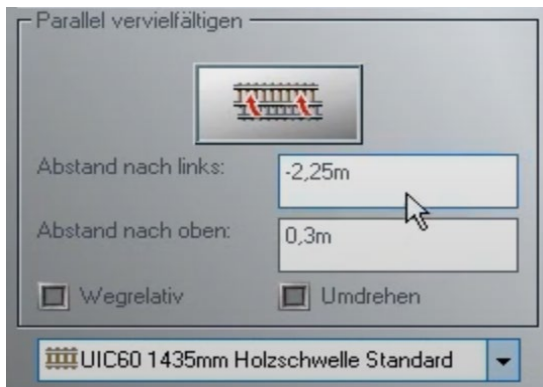 Parallel vervielfältigen
Abstand nach links: -2,25m
Abstand nach oben: 0,3m
Wegrelativ Umdrehen
UIC60 1435mm Holzschwelle Standard